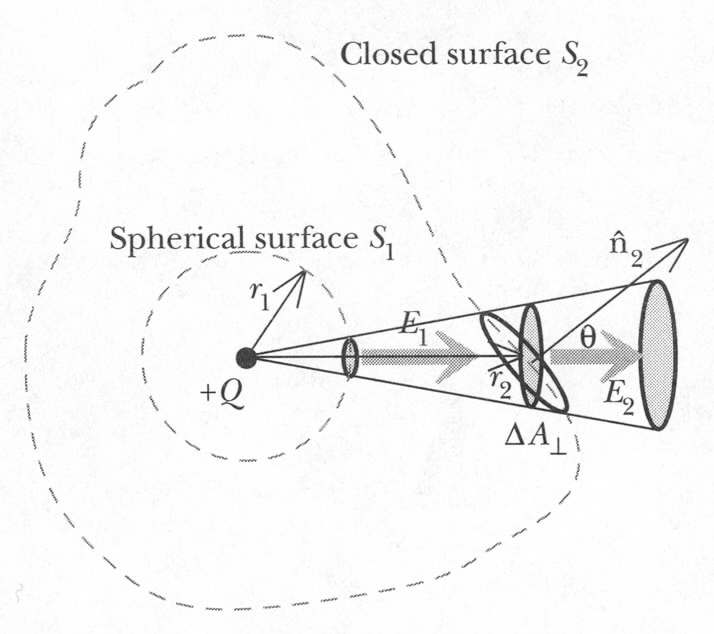 Closed surface S₂
n̂₂
Spherical surface S₁
r₁
E₁
θ
r₂
E₂
+Q
ΔA⊥